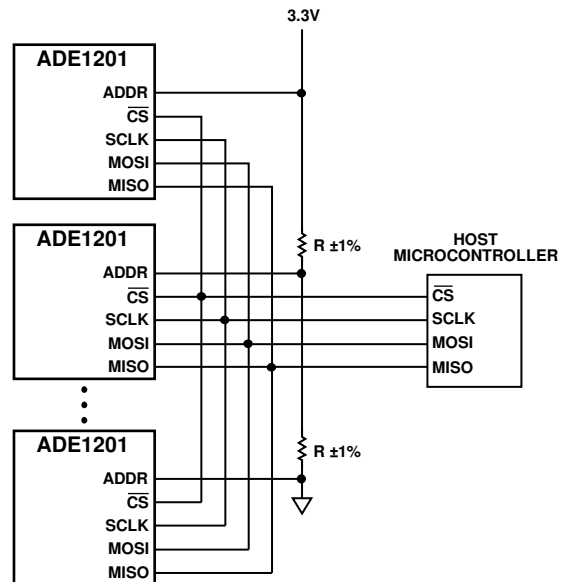 3.3V
ADE1201
ADDR
CS
SCLK
MOSI
MISO
R ±1%
ADE1201
ADDR
CS
SCLK
MOSI
MISO
HOST
MICROCONTROLLER
CS
SCLK
MOSI
MISO
R ±1%
ADE1201
ADDR
CS
SCLK
MOSI
MISO